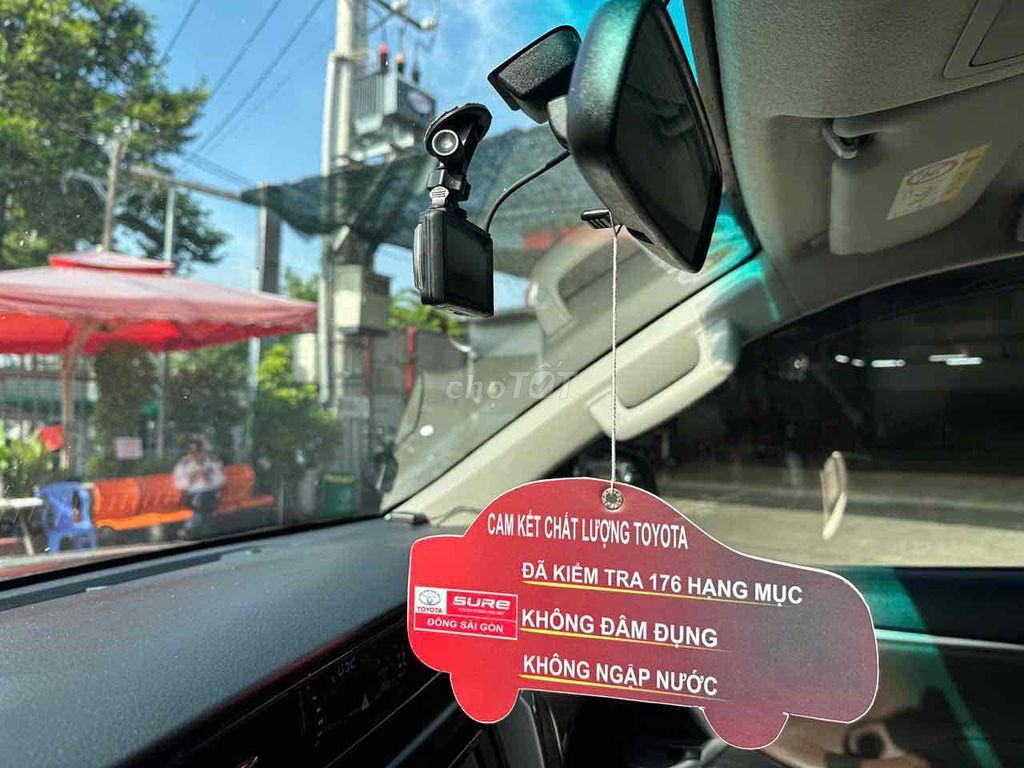 chợTỐT
CAM KẾT CHẤT LƯỢNG TOYOTA
ĐÃ KIỂM TRA 176 HẠNG MỤC
TOYOTA
SURE
ĐÔNG SÀI GÒN
KHÔNG ĐÂM ĐỤNG
KHÔNG NGẬP NƯỚC